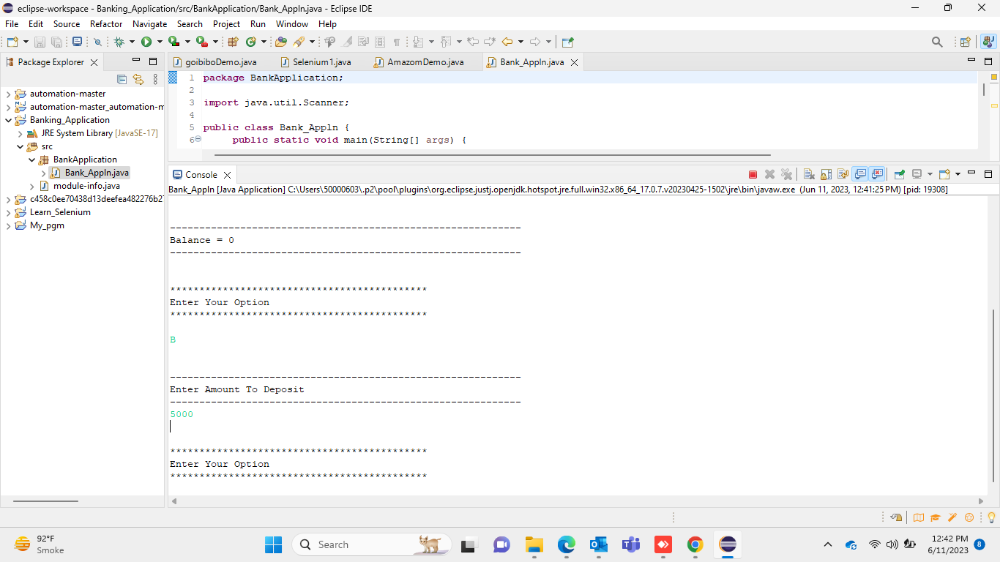 eclipse-workspace - Banking_Application/src/BankApplication/Bank_Appln.java - Eclipse IDE
File Edit Source Refactor Navigate Search Project Run Window Help
Package Explorer
goibiboDemo.java
Selenium1.java
AmazomDemo.java
Bank_Appln.java
automation-master
automation-master_automation-m
Banking_Application
JRE System Library [JavaSE-17]
src
BankApplication
Bank_Appln.java
module-info.java
c458c0ee70438d13deefea482276b2
Learn_Selenium
My_pgm
1 package BankApplication;
2
3 import java.util.Scanner;
4
5 public class Bank_Appln {
6 public static void main(String[] args) {
Console
Bank_Appln [Java Application] C:\Users\50000603\.p2\pool\plugins\org.eclipse.justj.openjdk.hotspot.jre.full.win32.x86_64_17.0.7.v20230425-1502\jre\bin\javaw.exe (Jun 11, 2023, 12:41:25 PM) [pid: 19308]
------------------------------------------------------------
Balance = 0
------------------------------------------------------------
********************************************
Enter Your Option
********************************************
B
------------------------------------------------------------
Enter Amount To Deposit
------------------------------------------------------------
5000
********************************************
Enter Your Option
********************************************
92°F
Smoke
Search
12:42 PM
6/11/2023
8